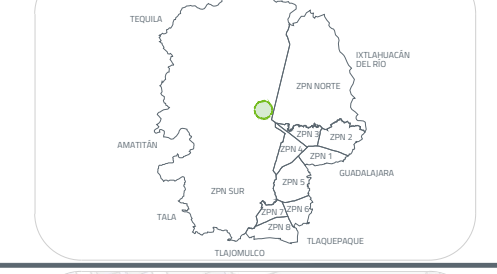 TEQUILA
IXTLAHUACÁN
DEL RÍO
ZPN NORTE
ZPN 3
ZPN 2
AMATITÁN
ZPN 4
ZPN 1
GUADALAJARA
ZPN 5
ZPN SUR
TALA
ZPN 7
ZPN 6
ZPN 8
TLAQUEPAQUE
TLAJOMULCO